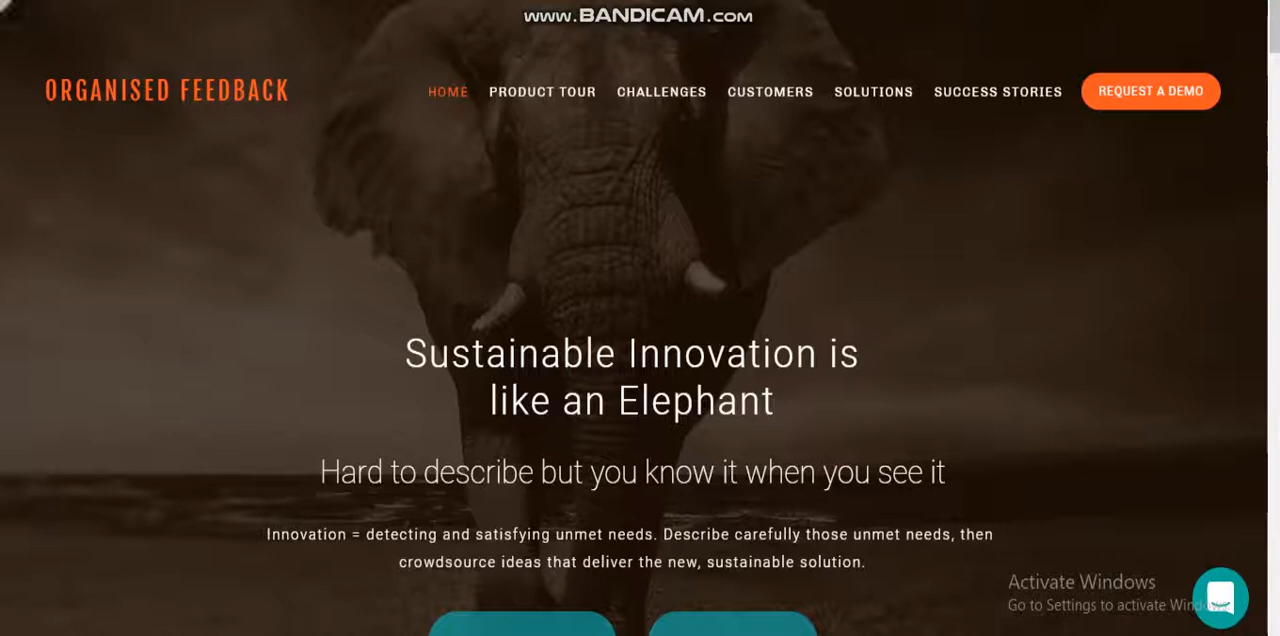 www.BANDICAM.com
ORGANISED FEEDBACK
HOME PRODUCT TOUR CHALLENGES CUSTOMERS SOLUTIONS SUCCESS STORIES REQUEST A DEMO
Sustainable Innovation is
like an Elephant
Hard to describe but you know it when you see it
Innovation = detecting and satisfying unmet needs. Describe carefully those unmet needs, then
crowdsource ideas that deliver the new, sustainable solution.
Activate Windows
Go to Settings to activate Windows